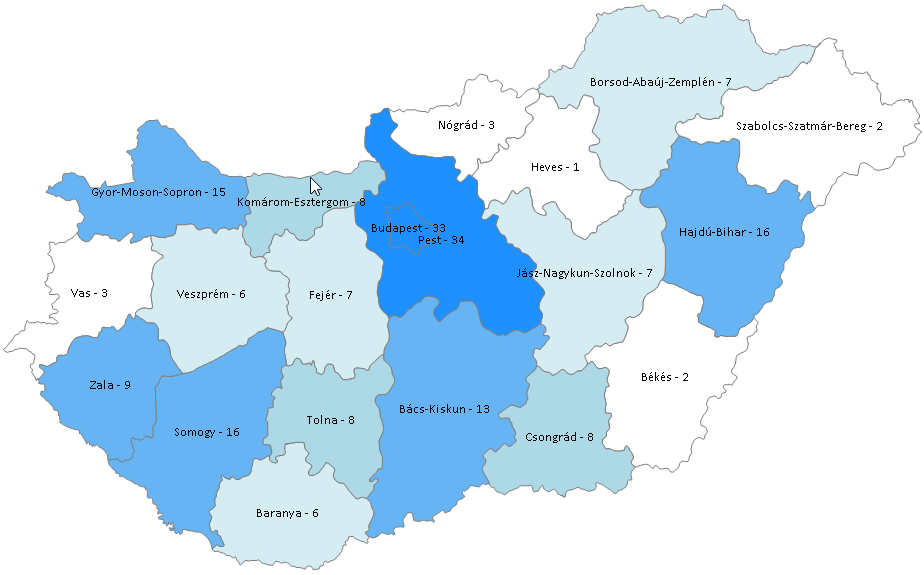 Borsod-Abaúj-Zemplén - 7
Nógrád - 3
Szabolcs-Szatmár-Bereg - 2
Heves - 1
Gyor-Moson-Sopron - 15
Komárom-Esztergom - 8
Budapest - 33
Pest - 34
Hajdú-Bihar - 16
Jász-Nagykun-Szolnok - 7
Vas - 3
Veszprém - 6
Fejér - 7
Békés - 2
Zala - 9
Bács-Kiskun - 13
Tolna - 8
Somogy - 16
Csongrád - 8
Baranya - 6